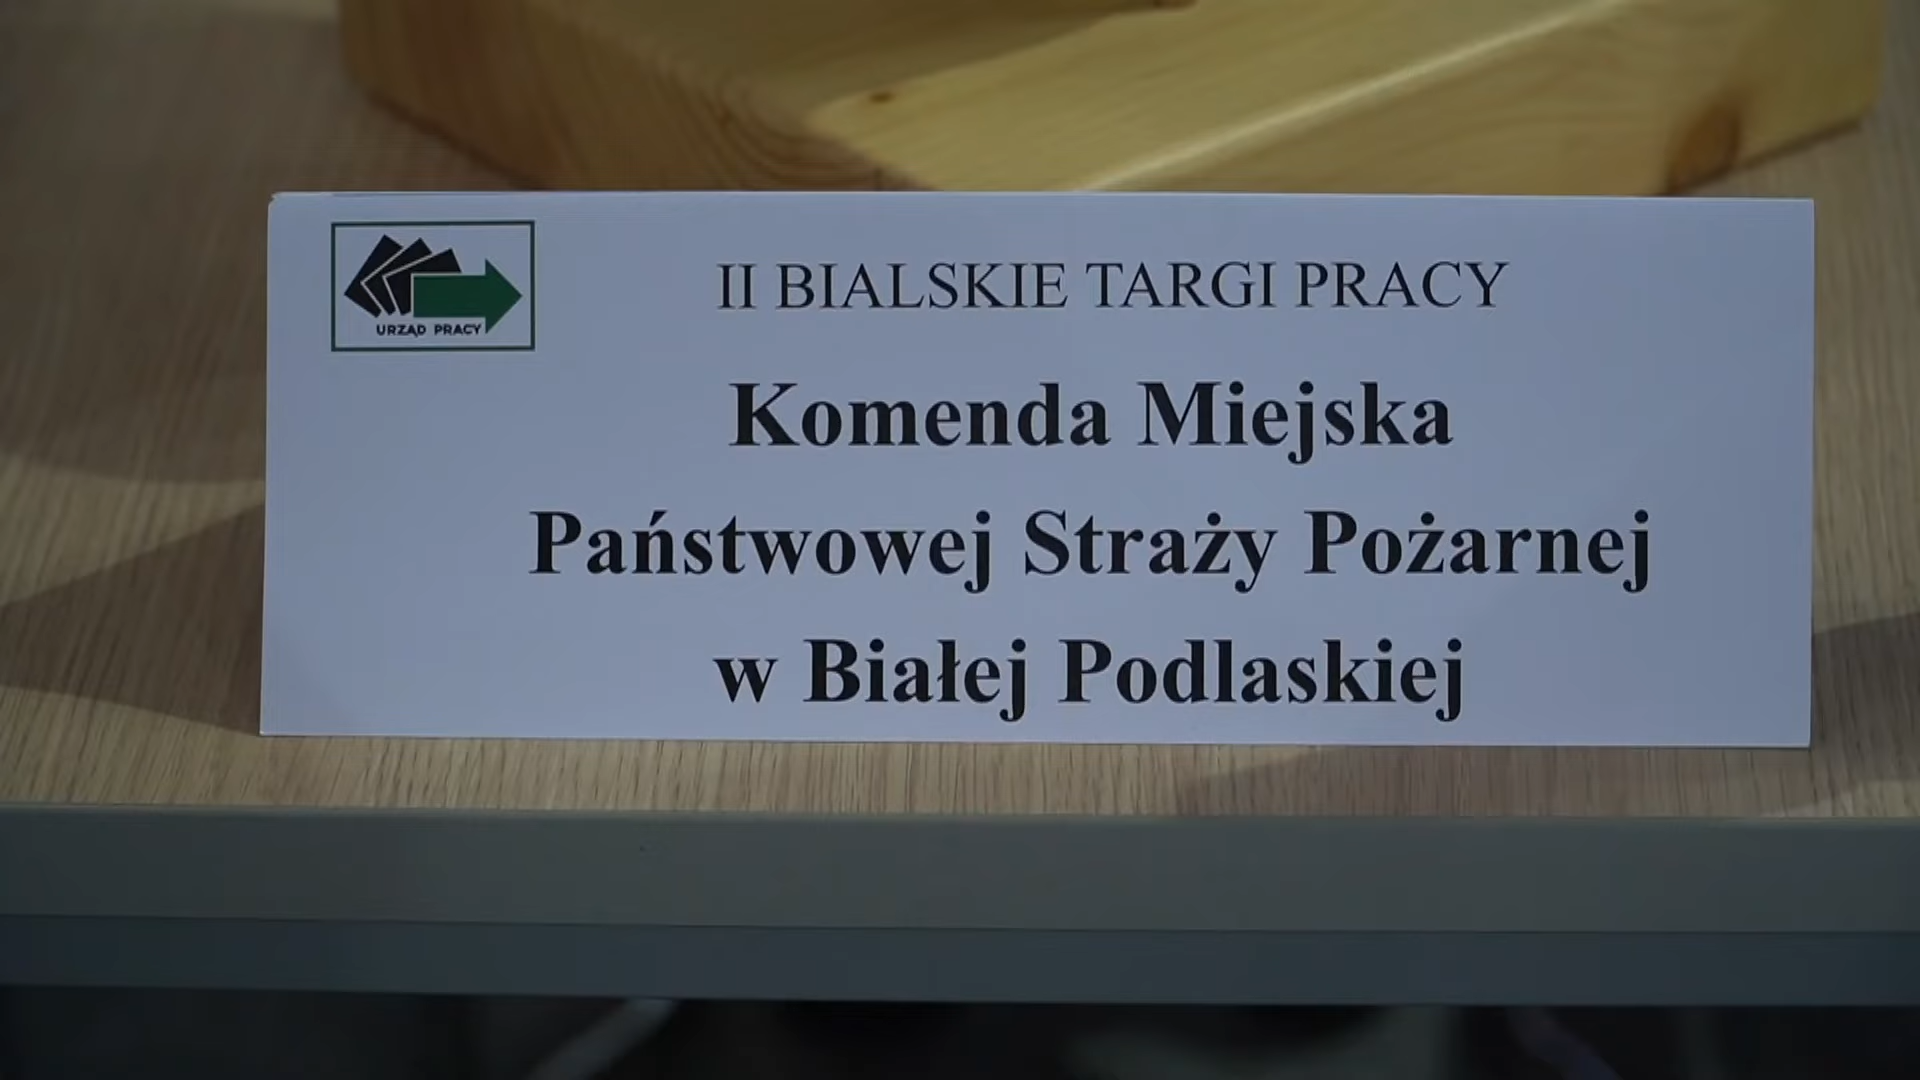 URZĄD PRACY
II BIALSKIE TARGI PRACY
Komenda Miejska
Państwowej Straży Pożarnej
w Białej Podlaskiej